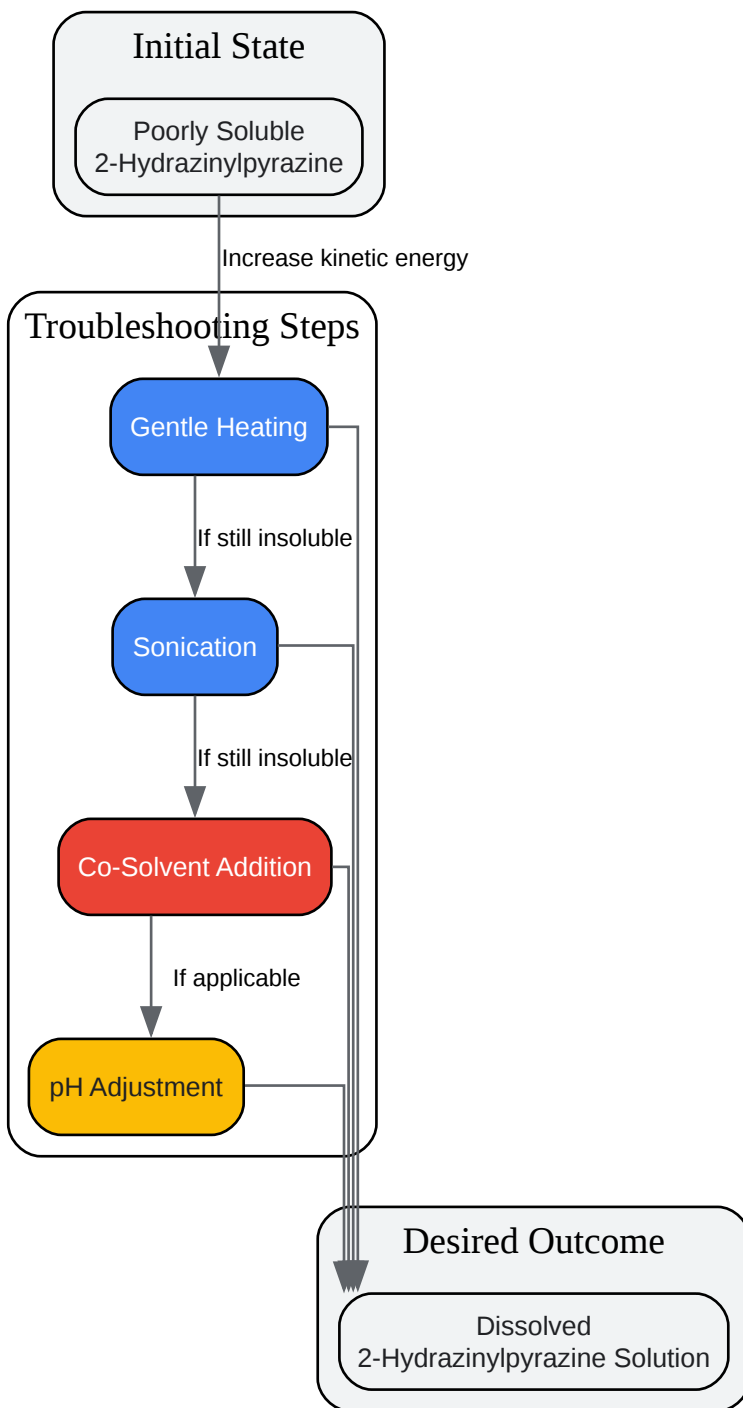 Initial State
Poorly Soluble
2-Hydrazinylpyrazine
Increase kinetic energy
Troubleshooting Steps
Gentle Heating
If still insoluble
Sonication
If still insoluble
Co-Solvent Addition
If applicable
pH Adjustment
Desired Outcome
Dissolved
2-Hydrazinylpyrazine Solution